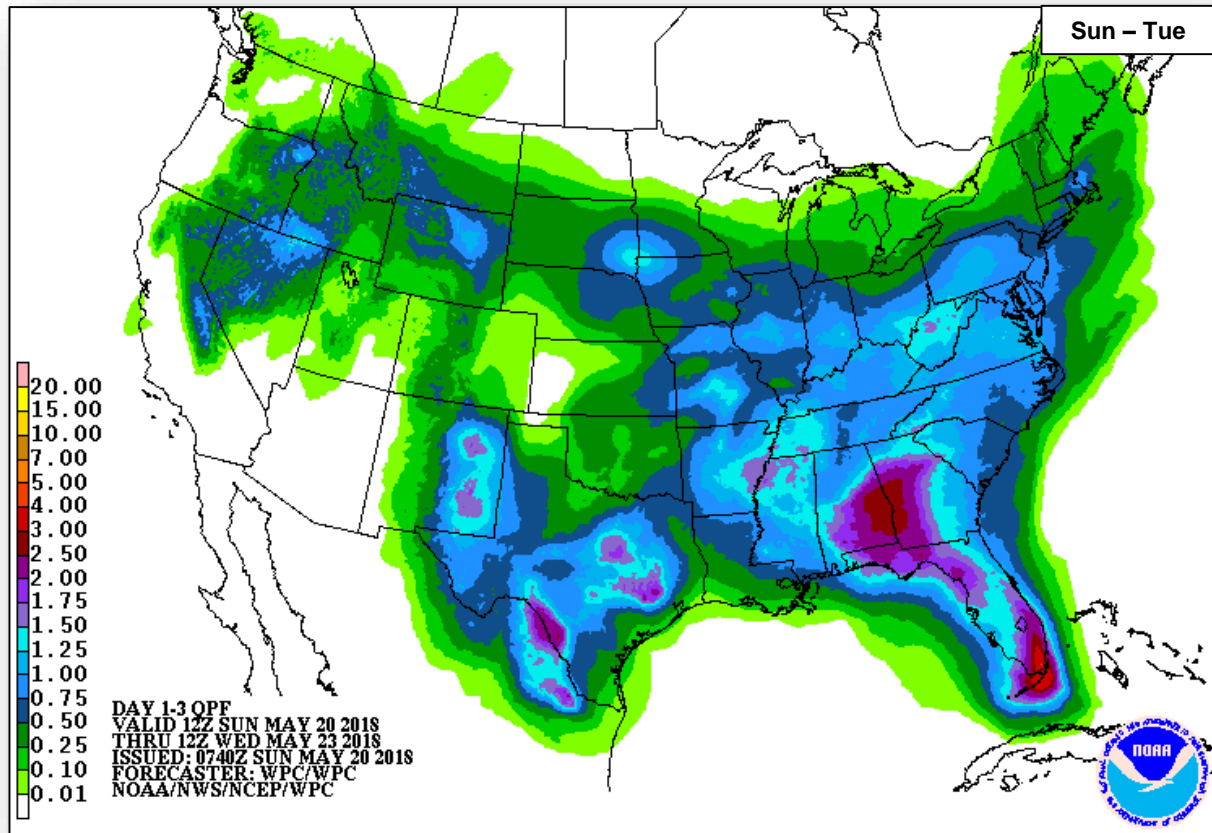 Sun – Tue
20.00
15.00
10.00
7.00
5.00
4.00
3.00
2.50
2.00
1.75
1.50
1.25
1.00
0.75
0.50
0.25
0.10
0.01
DAY 1-3 QPF
VALID 12Z SUN MAY 20 2018
THRU 12Z WED MAY 23 2018
ISSUED: 0740Z SUN MAY 20 2018
FORECASTER: WPC/WPC
NOAA/NWS/NCEP/WPC
NOAA